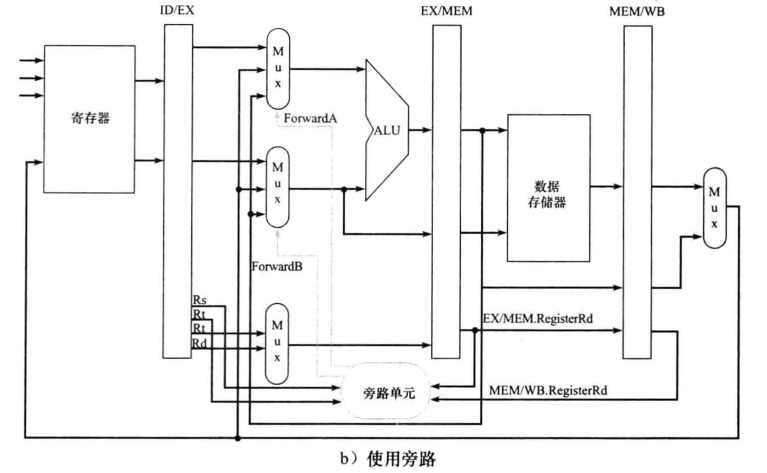 ID/EX
EX/MEM
MEM/WB
寄存器
Mux
ForwardA
ALU
Mux
数据
存储器
Mux
ForwardB
Rs
Rt
Rt
Rd
Mux
EX/MEM.RegisterRd
旁路单元
MEM/WB.RegisterRd
b）使用旁路